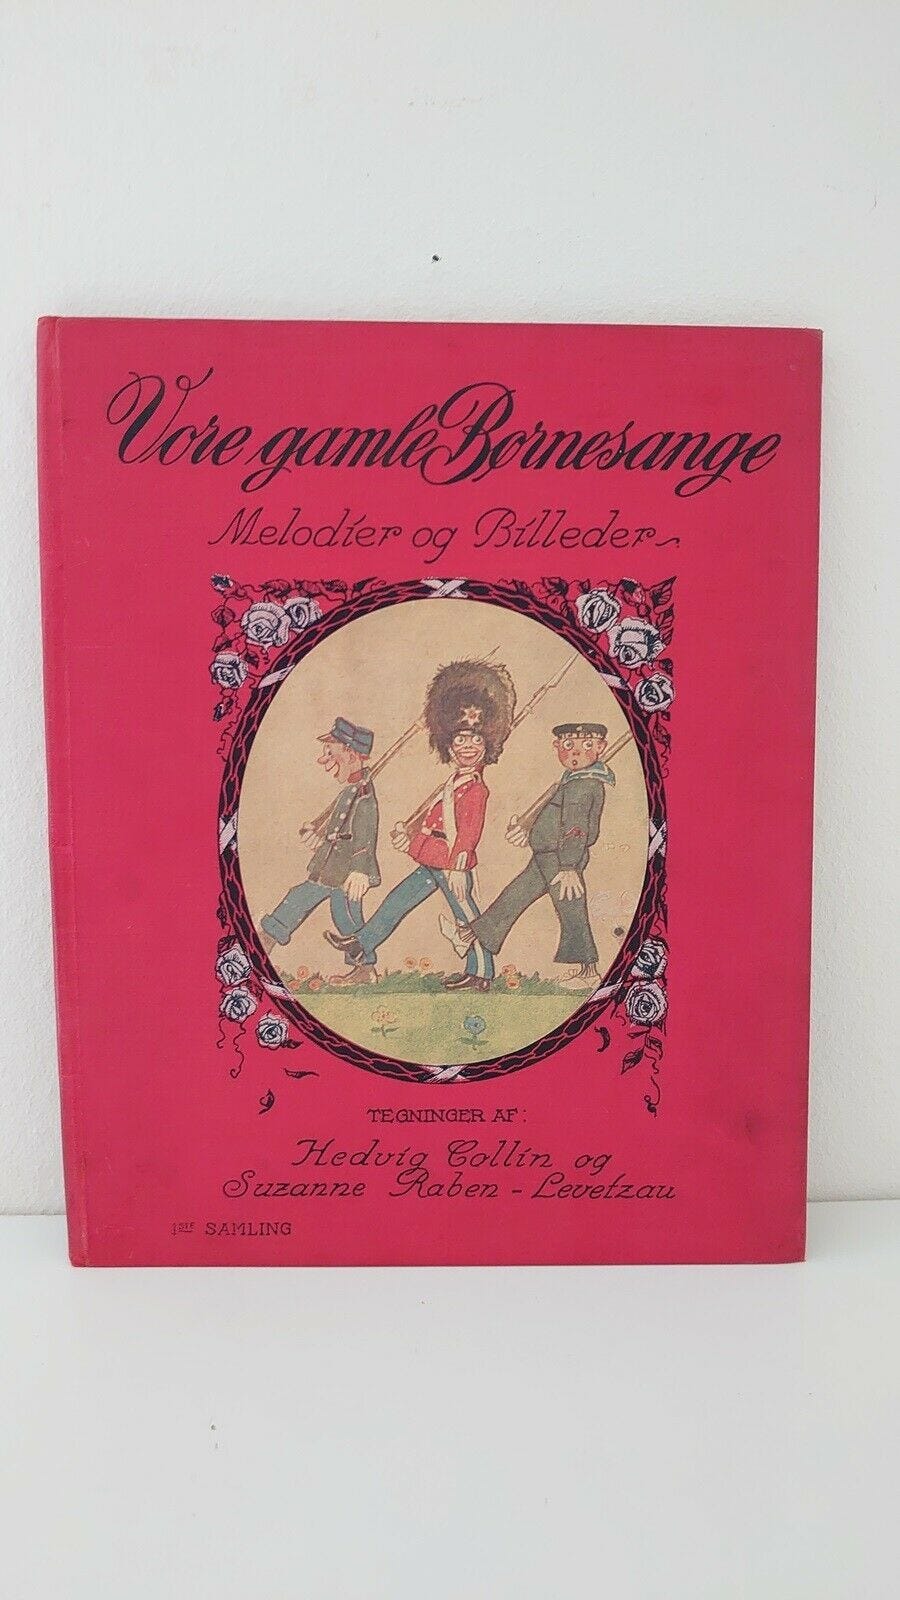 Vore gamle Børnesange
Melodier og Billeder
TEGNINGER AF:
Hedvig Collin og
Suzanne Raben - Levetzau
1STE SAMLING